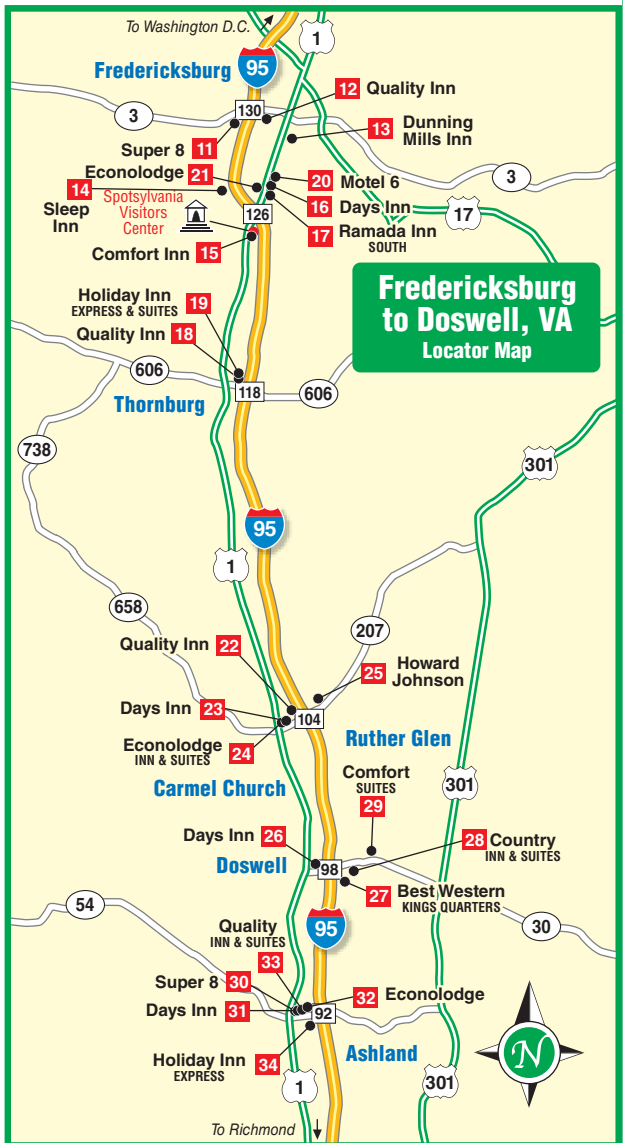 To Washington D.C.
1
Fredericksburg
95
12 Quality Inn
130
3
13 Dunning
Mills Inn
Super 8 11
Econolodge 21
3
14
20 Motel 6
Sleep
Inn
Spotsylvania
Visitors
Center
16 Days Inn
17
126
17 Ramada Inn
SOUTH
Comfort Inn 15
Fredericksburg
to Doswell, VA
Locator Map
Holiday Inn 19
EXPRESS & SUITES
Quality Inn 18
606
118
606
Thornburg
738
301
95
1
658
207
Quality Inn 22
25 Howard
Johnson
Days Inn 23
104
Econolodge 24
INN & SUITES
Ruther Glen
Carmel Church
Comfort
SUITES
29
301
Days Inn 26
28 Country
INN & SUITES
Doswell
98
27 Best Western
KINGS QUARTERS
54
30
95
Quality
INN & SUITES
33
Super 8 30
32 Econolodge
Days Inn 31
92
Holiday Inn 34
EXPRESS
Ashland
N
1
301
To Richmond